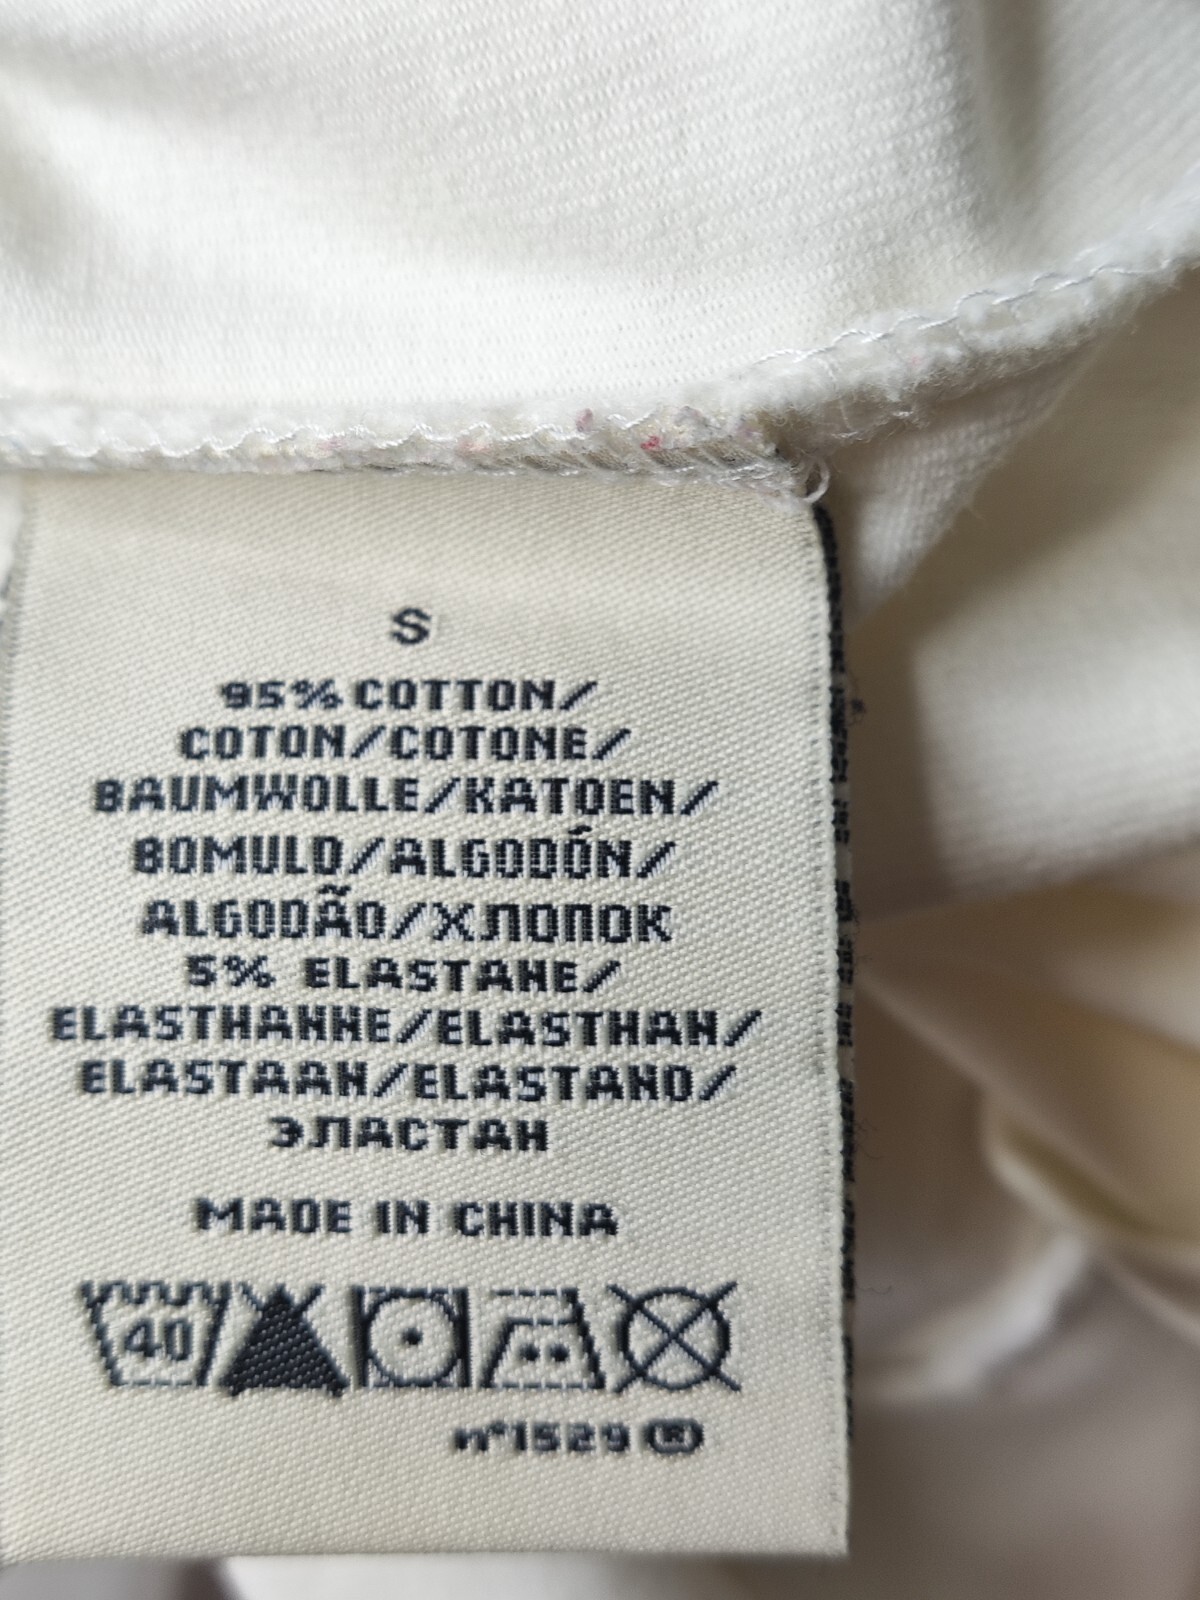 S
95% COTTON/
COTON/COTONE/
BAUMWOLLE/KATOEN/
BOMULD/ALGODÓN/
ALGODÃO/ХЛОПОК
5% ELASTANE/
ELASTHANNE/ELASTHAN/
ELASTAAN/ELASTANO/
ЭЛАСТАН
MADE IN CHINA
40
n°1529 ®